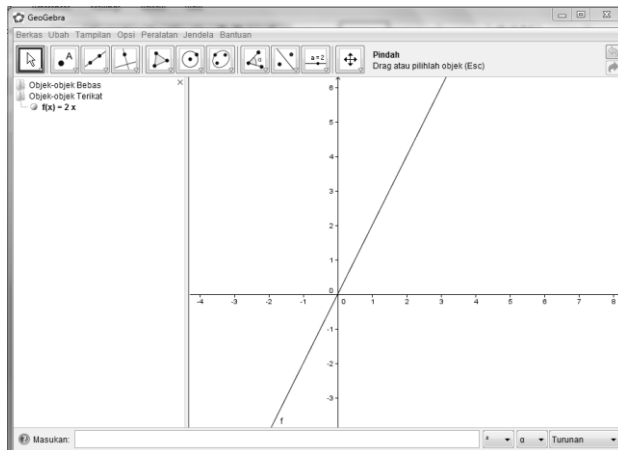 GeoGebra
Berkas Ubah Tampilan Opsi Peralatan Jendela Bantuan
A
α
a = 2
Pindah
Drag atau pilihlah objek (Esc)
Objek-objek Bebas
Objek-objek Terikat
f(x) = 2 x
6
5
4
3
2
1
0
-4 -3 -2 -1 0 1 2 3 4 5 6 7 8
-1
-2
-3
f
Masukan:
α
Turunan